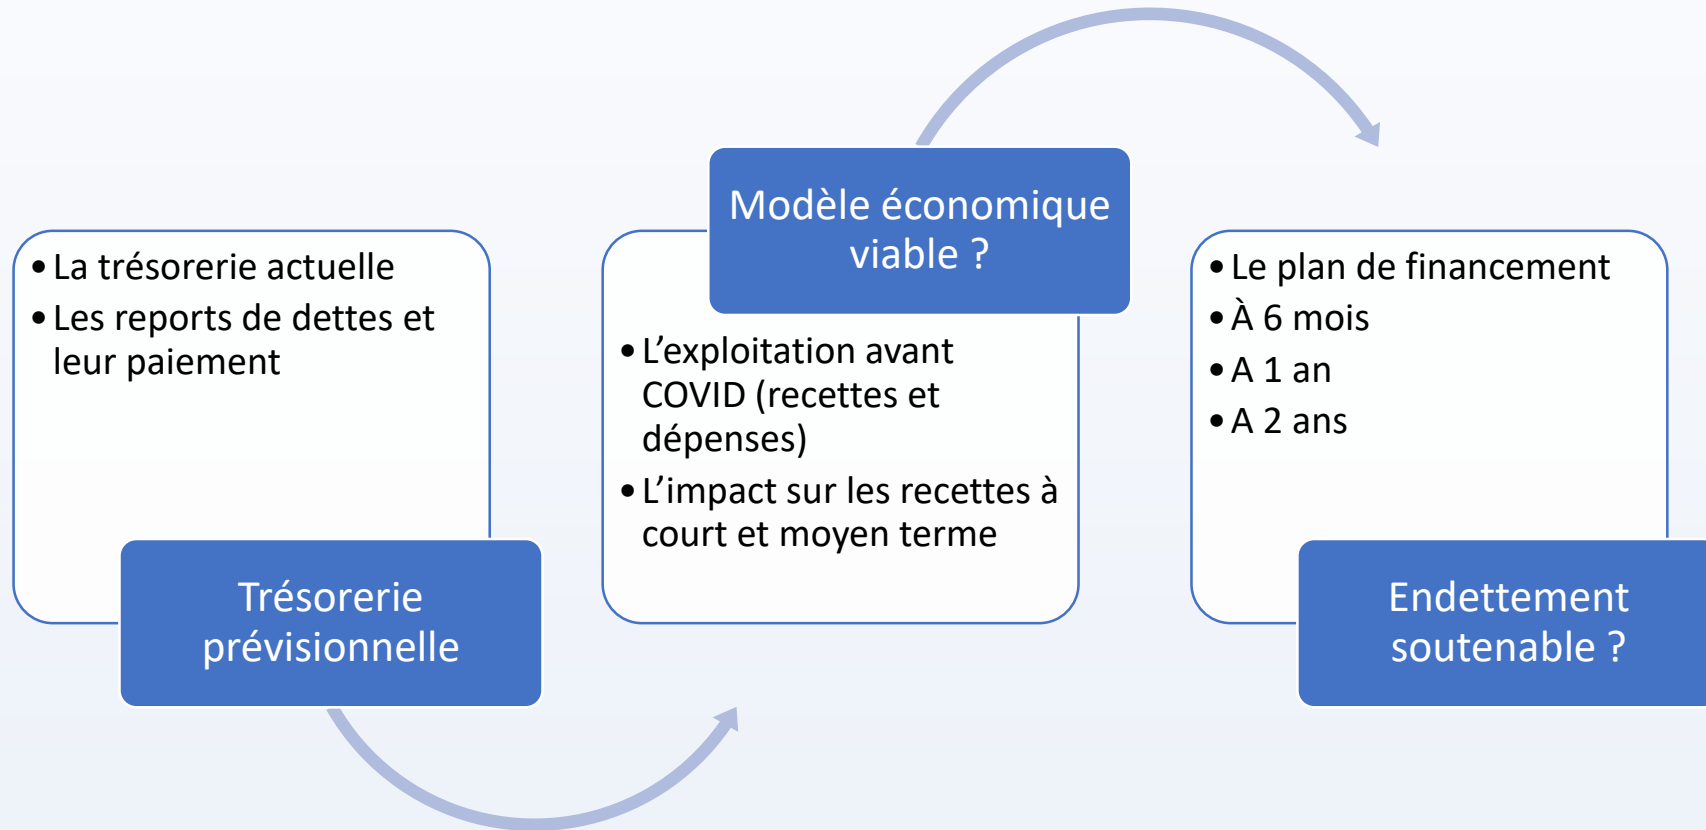 • La trésorerie actuelle
• Les reports de dettes et
leur paiement
Trésorerie
prévisionnelle
Modèle économique
viable ?
• L’exploitation avant
COVID (recettes et
dépenses)
• L’impact sur les recettes à
court et moyen terme
• Le plan de financement
• À 6 mois
• A 1 an
• A 2 ans
Endettement
soutenable ?